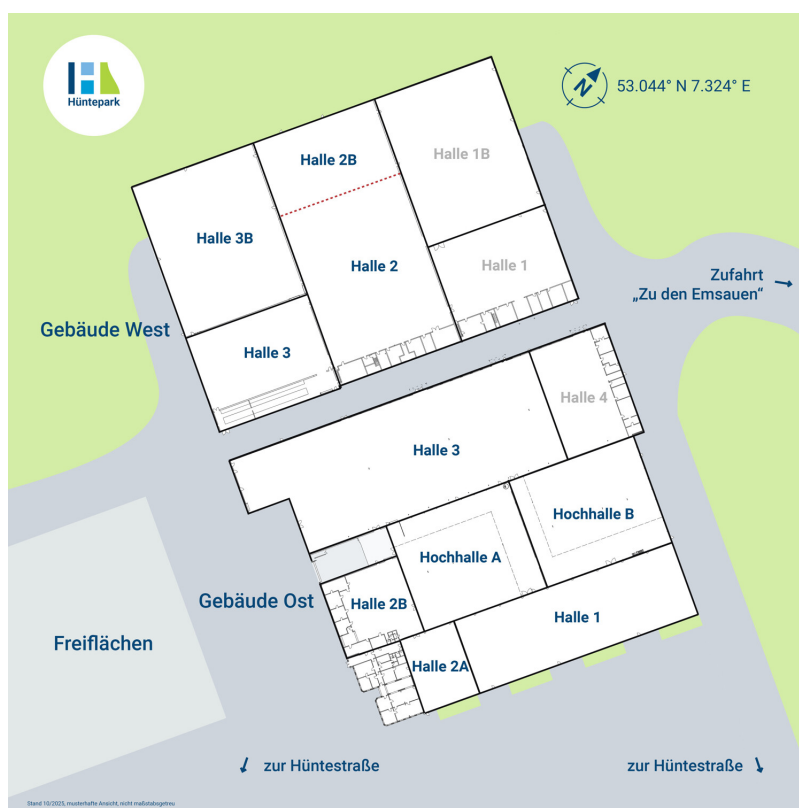 Hüntepark
N
53.044° N 7.324° E
Halle 2B
Halle 1B
Halle 3B
Halle 2
Halle 1
Zufahrt
„Zu den Emsauen“
Gebäude West
Halle 3
Halle 4
Halle 3
Hochhalle B
Hochhalle A
Gebäude Ost
Halle 2B
Halle 1
Freiflächen
Halle 2A
zur Hüntestraße
zur Hüntestraße
Stand 10/2025, musterhafte Ansicht, nicht maßstabsgetreu